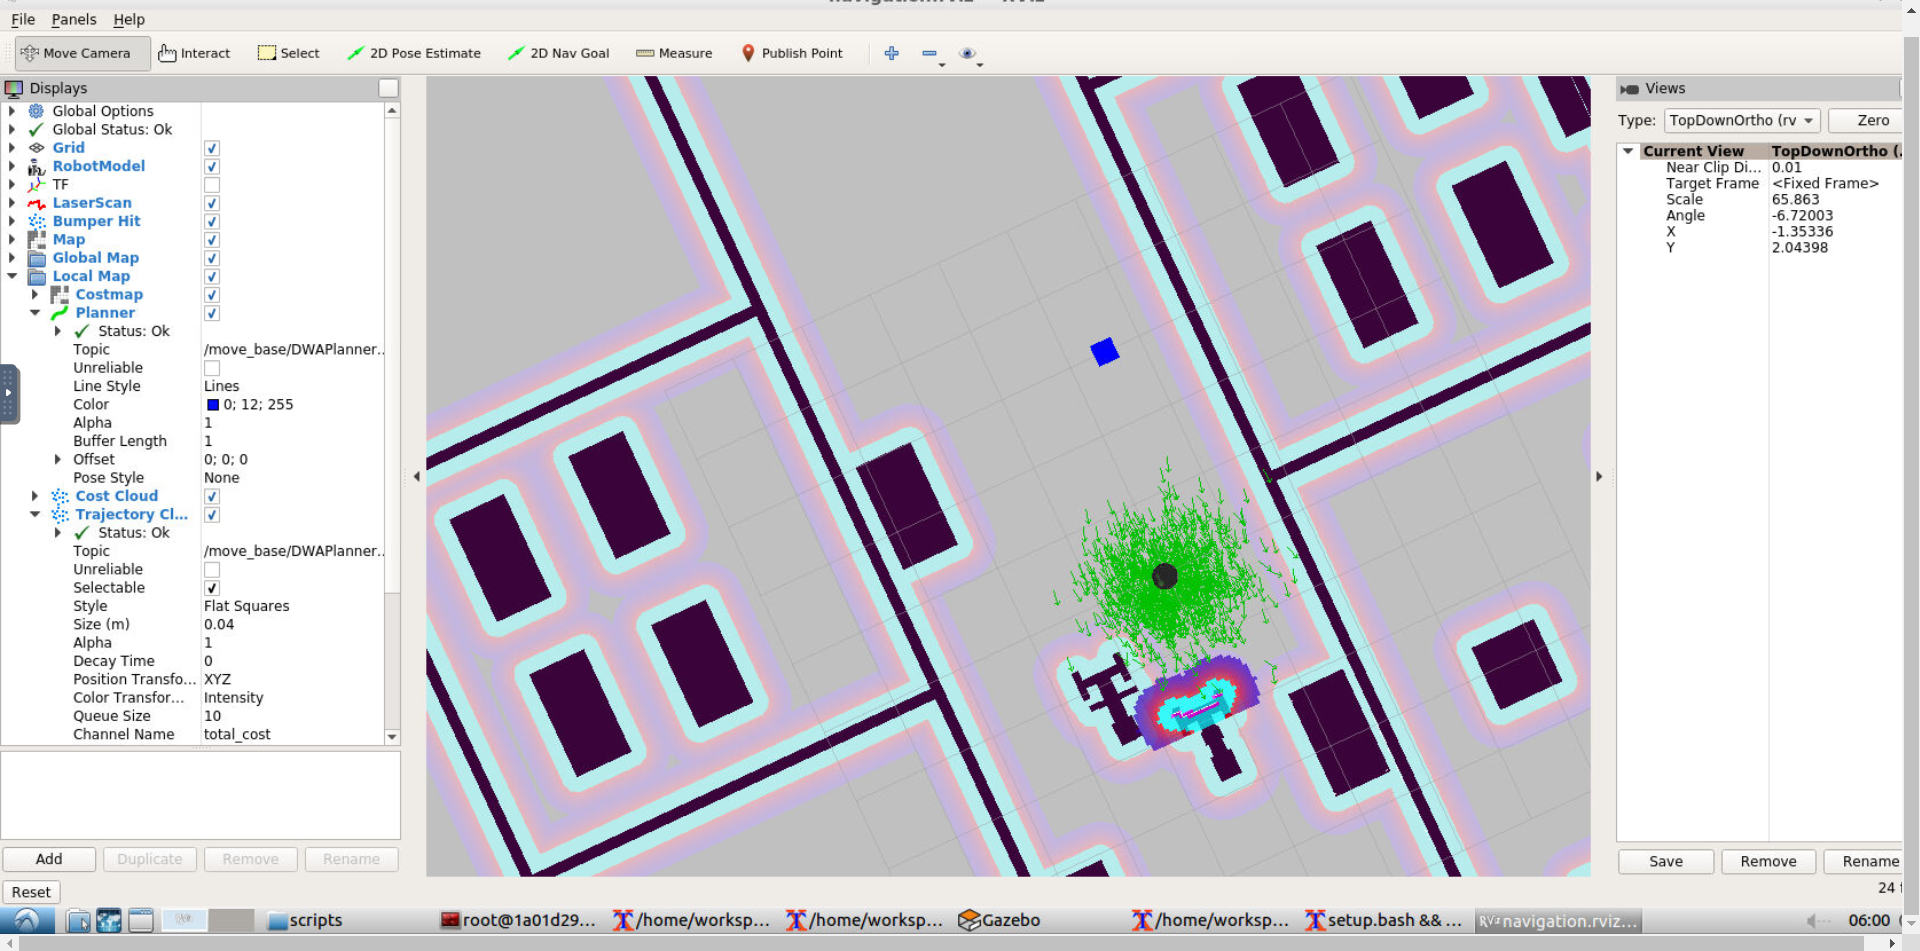 File Panels Help
Move Camera Interact Select 2D Pose Estimate 2D Nav Goal Measure Publish Point
Displays
Global Options
Global Status: Ok
Grid
RobotModel
TF
LaserScan
Bumper Hit
Map
Global Map
Local Map
Costmap
Planner
Status: Ok
Topic /move_base/DWAPlanner...
Unreliable
Line Style Lines
Color 0; 12; 255
Alpha 1
Buffer Length 1
Offset 0; 0; 0
Pose Style None
Cost Cloud
Trajectory Cl...
Status: Ok
Topic /move_base/DWAPlanner...
Unreliable
Selectable
Style Flat Squares
Size (m) 0.04
Alpha 1
Decay Time 0
Position Transfo... XYZ
Color Transfor... Intensity
Queue Size 10
Channel Name total_cost
Add Duplicate Remove Rename
Reset
Views
Type: TopDownOrtho (rv Zero
Current View TopDownOrtho (.
Near Clip Di... 0.01
Target Frame <Fixed Frame>
Scale 65.863
Angle -6.72003
X -1.35336
Y 2.04398
Save Remove Rename
24 f
scripts root@1a01d29... /home/worksp... /home/worksp... Gazebo /home/worksp... setup.bash && ... RViz navigation.rviz... 06:00